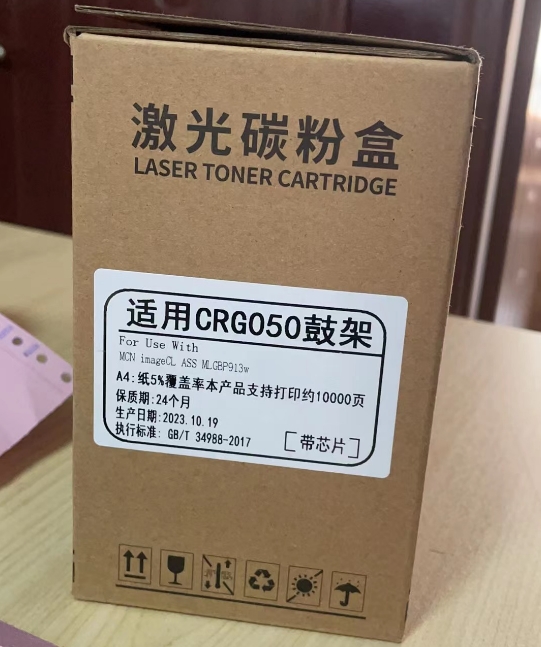 激光碳粉盒
LASER TONER CARTRIDGE
适用CRG050鼓架
For Use With
MCN imageCL ASS MLGBP913w
A4:纸5%覆盖率本产品支持打印约10000页
保质期:24个月
生产日期:2023.10.19
执行标准: GB/T 34988-2017
[带芯片]